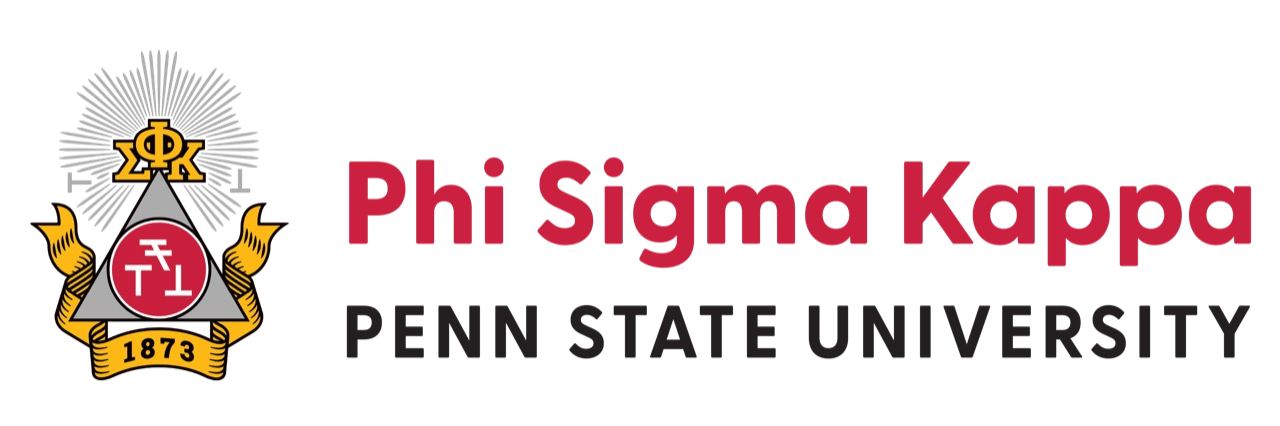 ΣΦΚ
1873
Phi Sigma Kappa
PENN STATE UNIVERSITY